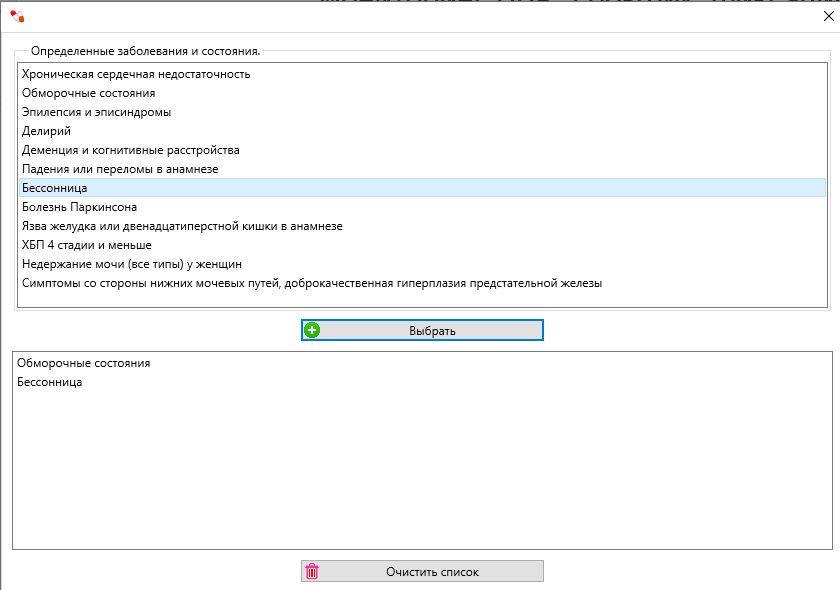 Определенные заболевания и состояния.
Хроническая сердечная недостаточность
Обморочные состояния
Эпилепсия и эписиндромы
Делирий
Деменция и когнитивные расстройства
Падения или переломы в анамнезе
Бессонница
Болезнь Паркинсона
Язва желудка или двенадцатиперстной кишки в анамнезе
ХБП 4 стадии и меньше
Недержание мочи (все типы) у женщин
Симптомы со стороны нижних мочевых путей, доброкачественная гиперплазия предстательной железы
Выбрать
Обморочные состояния
Бессонница
Очистить список